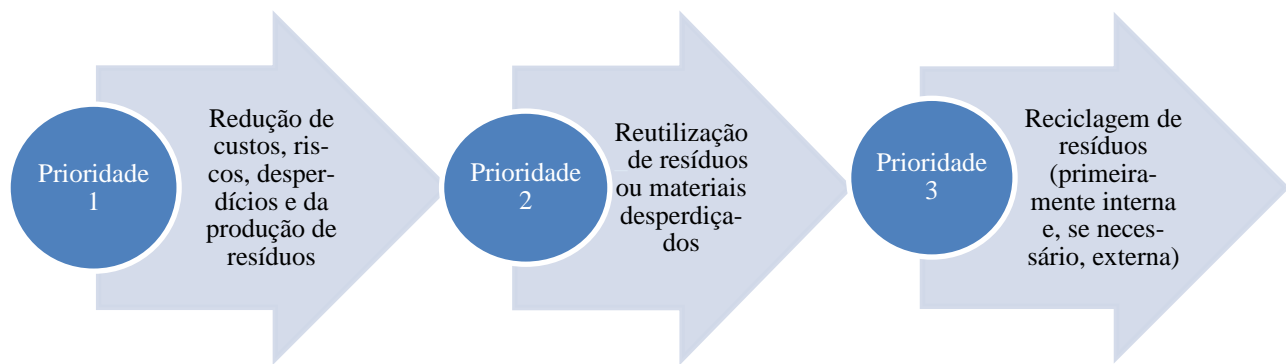 Prioridade
1
Redução de
custos, ris-
cos, desper-
dícios e da
produção de
resíduos
Prioridade
2
Reutilização
de resíduos
ou materiais
desperdiça-
dos
Prioridade
3
Reciclagem de
resíduos
(primeira-
mente interna
e, se neces-
sário, externa)